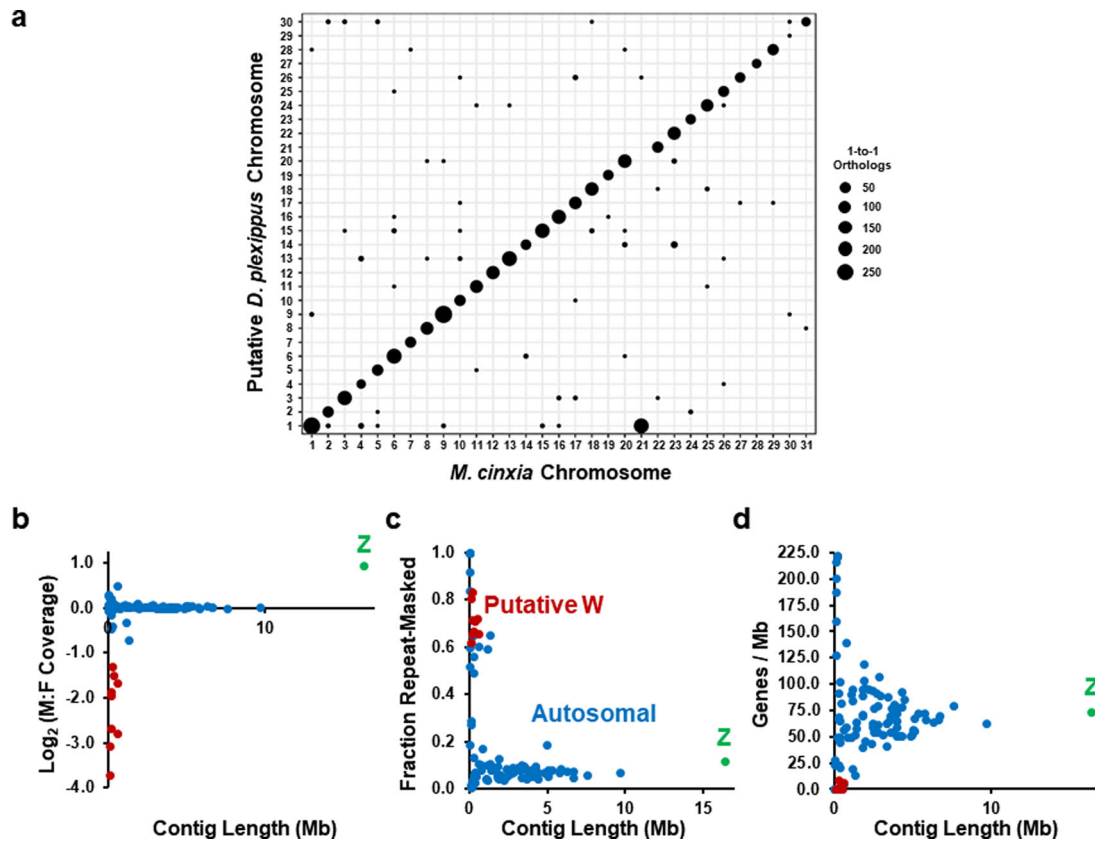 a
30
29
28
27
26
25
24
23
22
21
20
19
18
17
16
15
14
13
12
11
10
9
8
7
6
5
4
3
2
1
Putative D. plexippus Chromosome
1 2 3 4 5 6 7 8 9 10 11 12 13 14 15 16 17 18 19 20 21 22 23 24 25 26 27 28 29 30 31
M. cinxia Chromosome
1-to-1
Orthologs
50
100
150
200
250
b
Log2 (M:F Coverage)
1.0
0.0
-1.0
-2.0
-3.0
-4.0
0 10
Z
Contig Length (Mb)
c
Fraction Repeat-Masked
1.0
0.8
0.6
0.4
0.2
0.0
Putative W
Autosomal
Z
0 5 10 15
Contig Length (Mb)
d
Genes / Mb
225.0
200.0
175.0
150.0
125.0
100.0
75.0
50.0
25.0
0.0
Z
0 10
Contig Length (Mb)